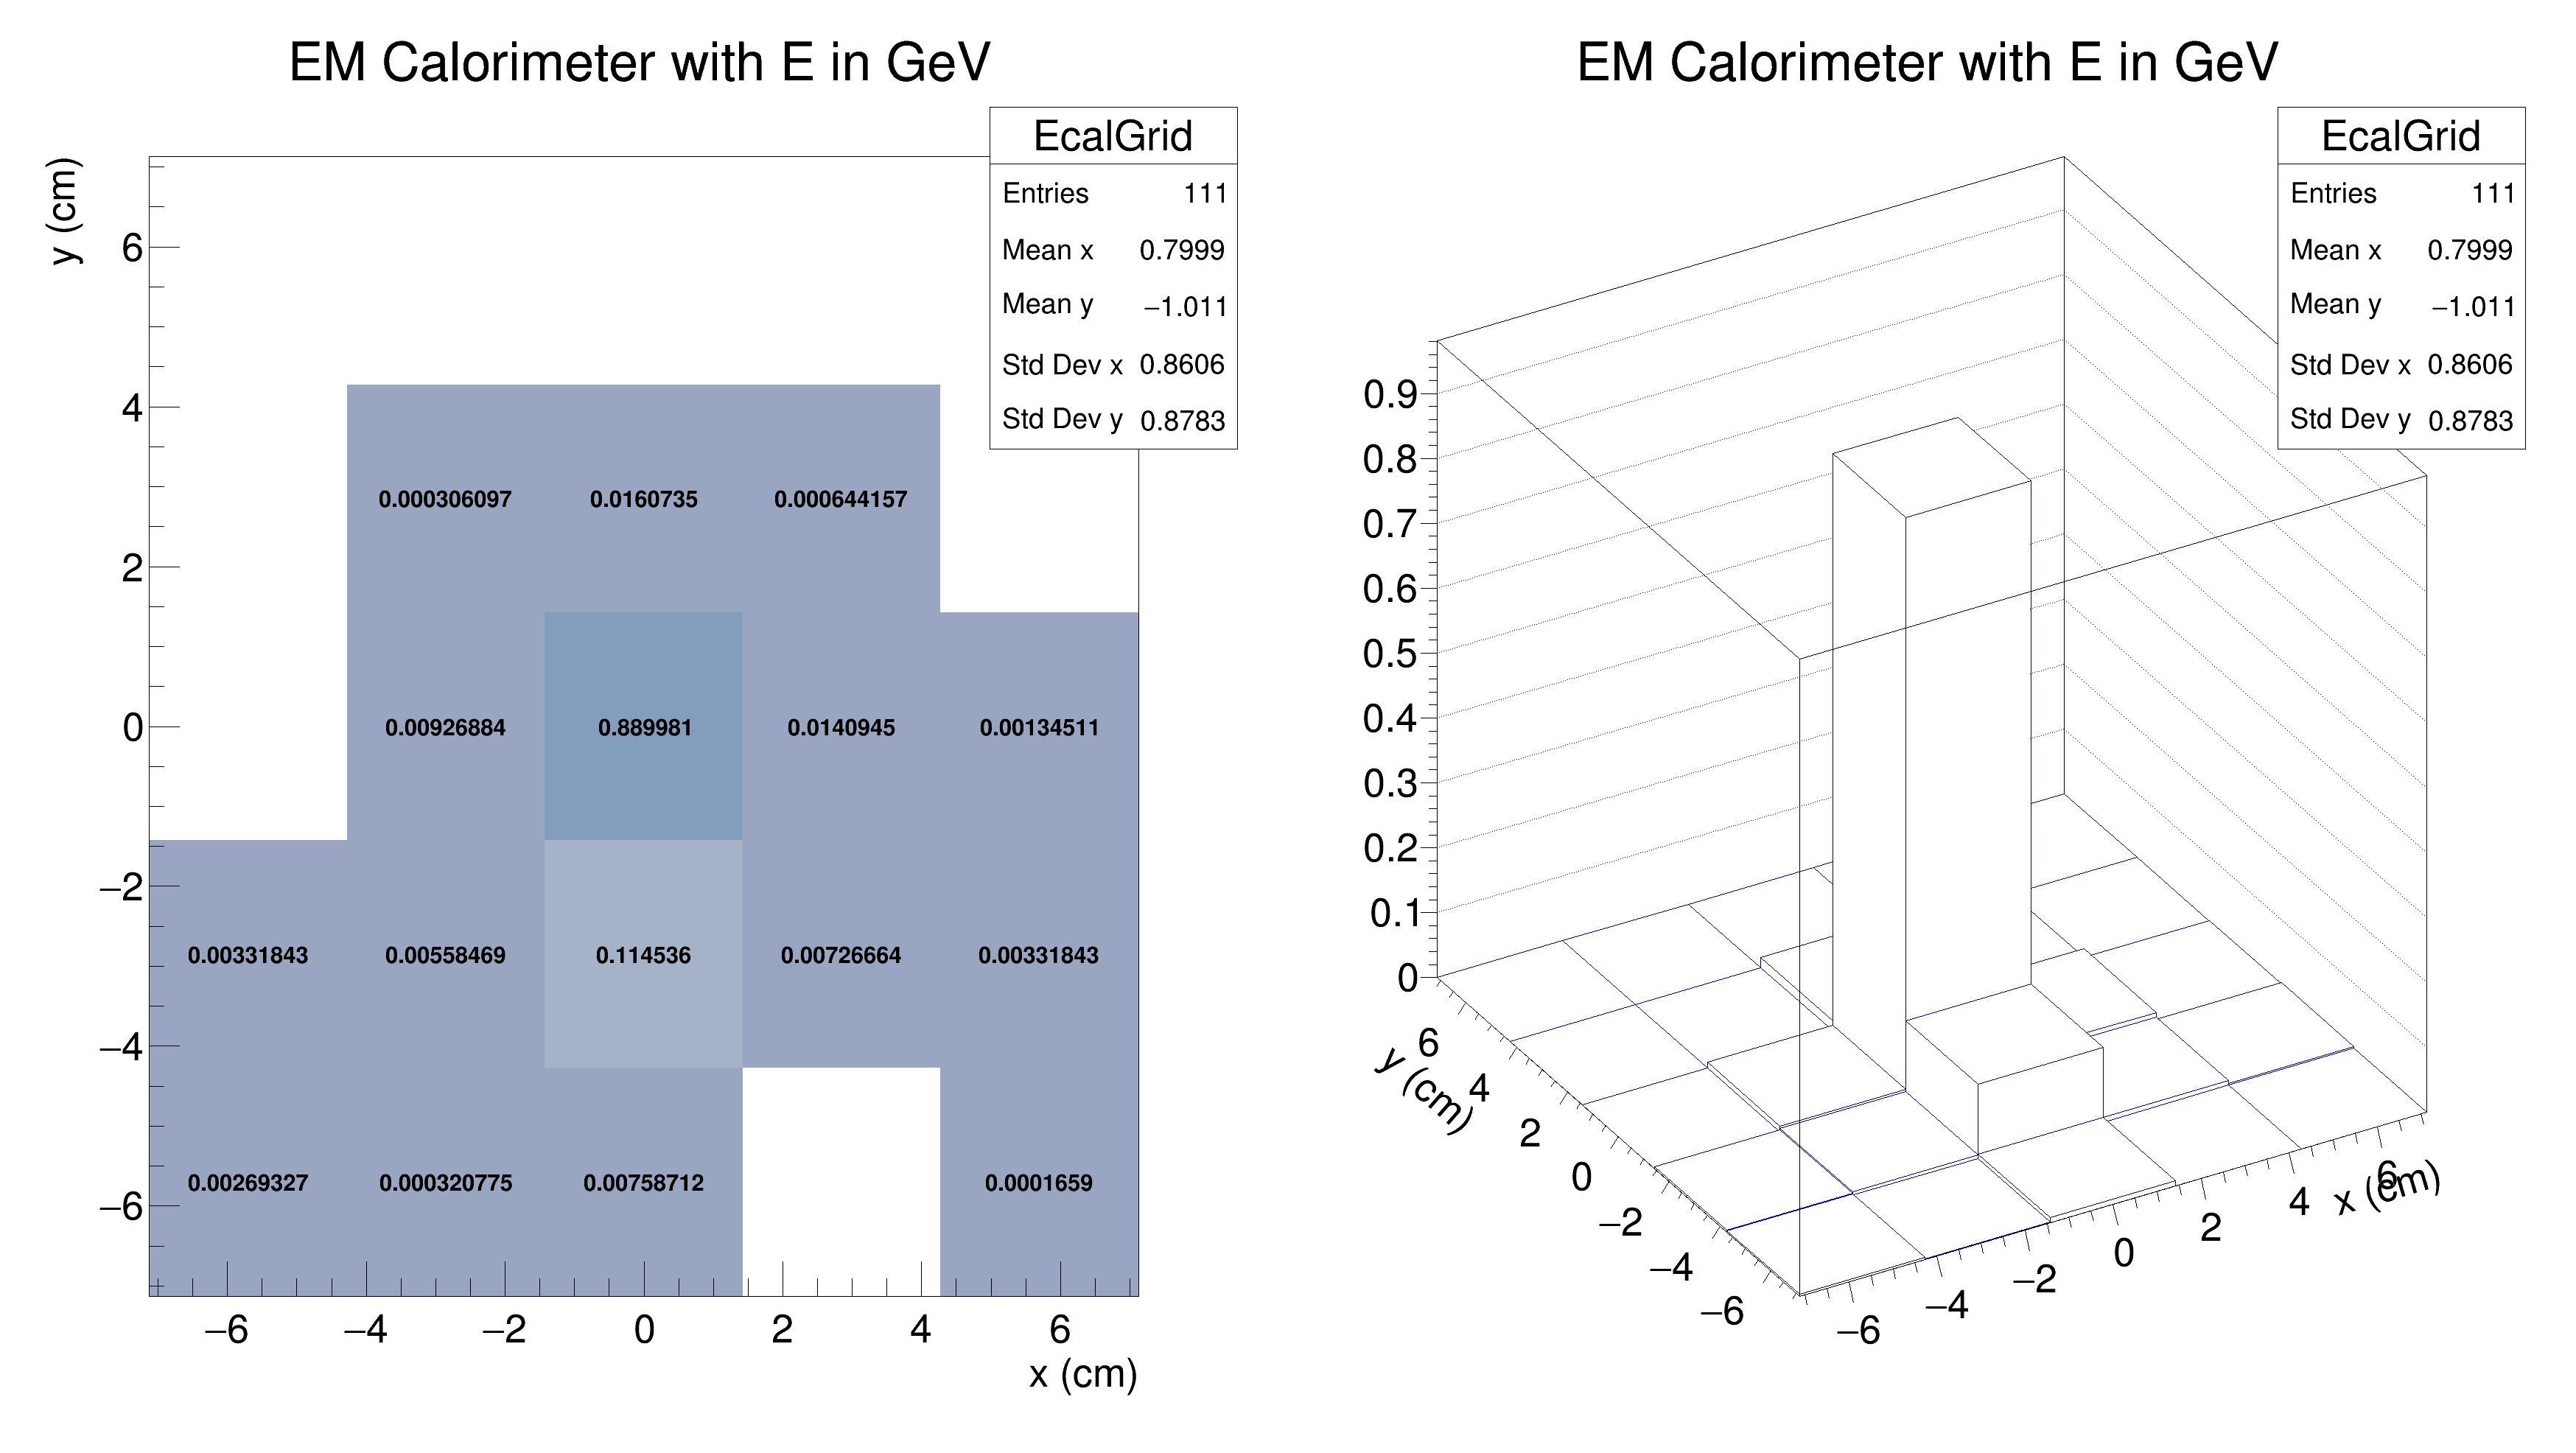 EM Calorimeter with E in GeV
EcalGrid
Entries 111
Mean x 0.7999
Mean y −1.011
Std Dev x 0.8606
Std Dev y 0.8783
y (cm)
6
4
2
0
−2
−4
−6
0.000306097 0.0160735 0.000644157
0.00926884 0.889981 0.0140945 0.00134511
0.00331843 0.00558469 0.114536 0.00726664 0.00331843
0.00269327 0.000320775 0.00758712 0.0001659
−6 −4 −2 0 2 4 6
x (cm)
EM Calorimeter with E in GeV
EcalGrid
Entries 111
Mean x 0.7999
Mean y −1.011
Std Dev x 0.8606
Std Dev y 0.8783
0.9
0.8
0.7
0.6
0.5
0.4
0.3
0.2
0.1
0
y (cm)
6
4
2
0
−2
−4
−6
−6
−4
−2
0
2
4
6
x (cm)